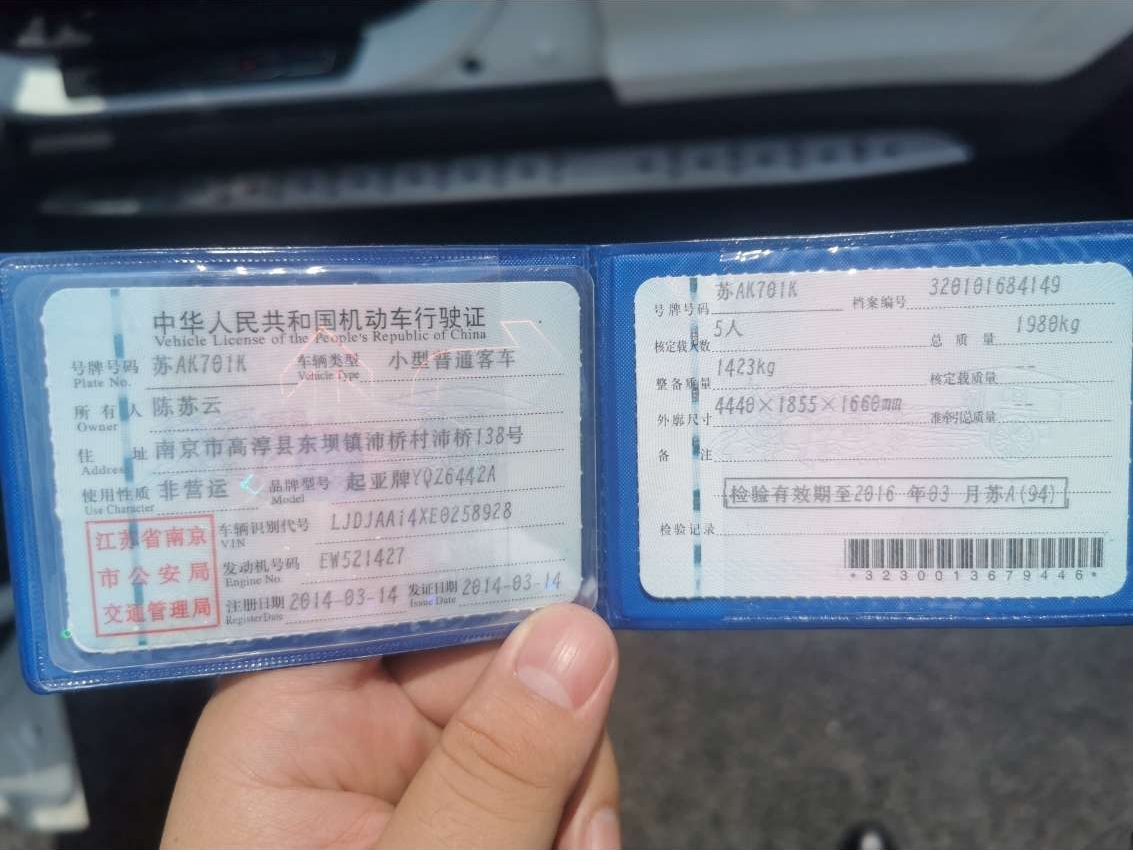 中华人民共和国机动车行驶证
Vehicle License of the People's Republic of China
号牌号码 苏AK701K 车辆类型 小型普通客车
Plate No. Vehicle Type
所有人 陈苏云
Owner
住址 南京市高淳县东坝镇沛桥村沛桥138号
Address
使用性质 非营运 品牌型号 起亚牌YQZ6442A
Use Character Model
江苏省南京
市公安局
交通管理局
车辆识别代号 LJDJAA14XE0258928
VIN
发动机号码 EW521427
Engine No.
注册日期 2014-03-14 发证日期 2014-03-14
Register Date Issue Date
号牌号码 苏AK701K 档案编号 320101684149
核定载人数 5人 总质量 1980kg
整备质量 1423kg 核定载质量 --
外廓尺寸 4440×1855×1660mm 准牵引总质量 --
备注
检验有效期至2016 年03 月苏A(94)
检验记录
*3230013679446*